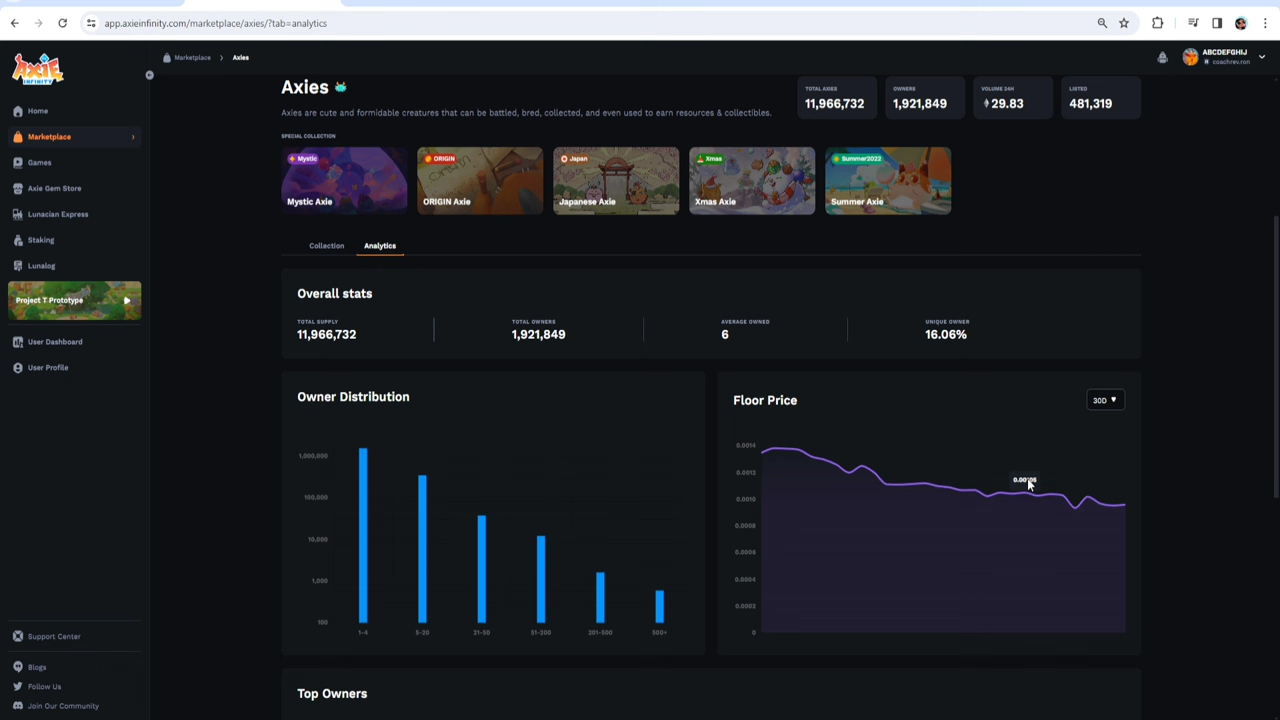 app.axieinfinity.com/marketplace/axies/?tab=analytics
AXIE
INFINITY
Marketplace > Axies
ABCDEFGHIJ
coachrev.ron
Home
Marketplace
Games
Axie Gem Store
Lunacian Express
Staking
Lunalog
Project T Prototype
User Dashboard
User Profile
Support Center
Blogs
Follow Us
Join Our Community
Axies
Axies are cute and formidable creatures that can be battled, bred, collected, and even used to earn resources & collectibles.
TOTAL AXIES
11,966,732
OWNERS
1,921,849
VOLUME 24H
29.83
LISTED
481,319
SPECIAL COLLECTION
Mystic
Mystic Axie
ORIGIN
ORIGIN Axie
Japan
Japanese Axie
Xmas
Xmas Axie
Summer2022
Summer Axie
Collection
Analytics
Overall stats
TOTAL SUPPLY
11,966,732
TOTAL OWNERS
1,921,849
AVERAGE OWNED
6
UNIQUE OWNER
16.06%
Owner Distribution
1,000,000
100,000
10,000
1,000
100
1-4
5-20
21-50
51-200
201-500
500+
Floor Price
30D
0.0014
0.0012
0.0010
0.0008
0.0006
0.0004
0.0002
0
Top Owners